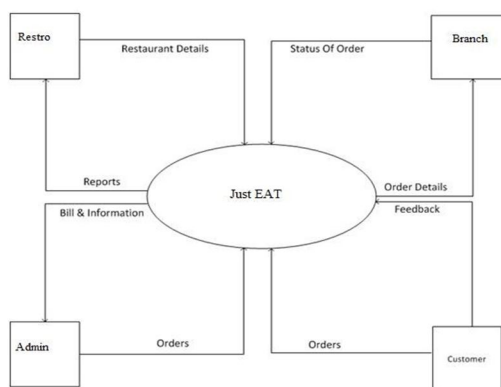 Restro
Branch
Restaurant Details
Status Of Order
Just EAT
Reports
Order Details
Bill & Information
Feedback
Admin
Orders
Orders
Customer